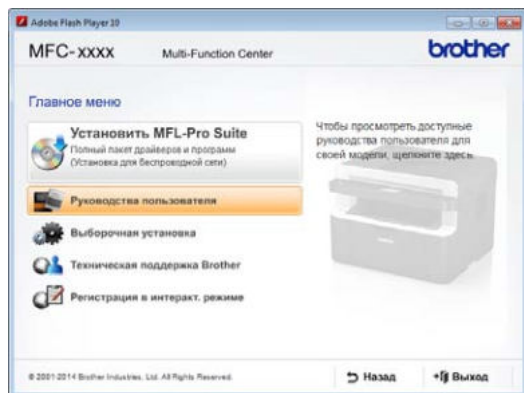 Adobe Flash Player 10
MFC-xxxx
Multi-Function Center
brother
Главное меню
Установить MFL-Pro Suite
Полный пакет драйверов и программ
(Установка для беспроводной сети)
Руководства пользователя
Выборочная установка
Техническая поддержка Brother
Регистрация в интеракт. режиме
Чтобы просмотреть доступные
руководства пользователя для
своей модели, щелкните здесь.
© 2001-2014 Brother Industries, Ltd. All Rights Reserved.
Назад
Выход